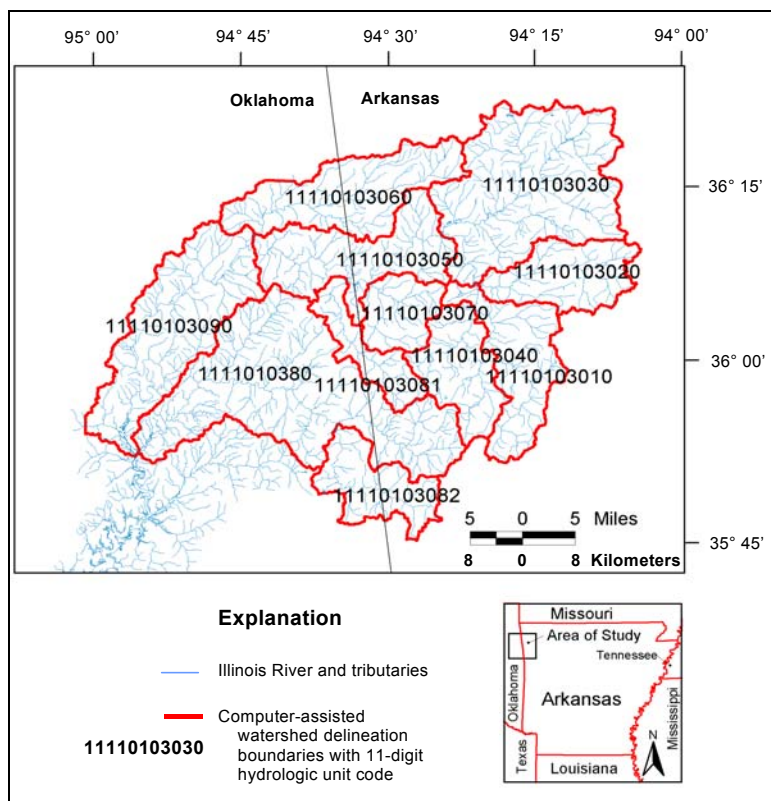 95° 00’ 94° 45’ 94° 30’ 94° 15’ 94° 00’
Oklahoma Arkansas
11110103030
36° 15’
11110103060
11110103050
11110103020
11110103070
11110103090
11110103040
36° 00’
1111010380
11110103081
11110103010
11110103082
5 0 5 Miles
8 0 8 Kilometers
35° 45’
Explanation
Illinois River and tributaries
Computer-assisted
watershed delineation
boundaries with 11-digit
hydrologic unit code
11110103030
Missouri
Area of Study
Tennessee
Oklahoma
Arkansas
Mississippi
N
Texas
Louisiana